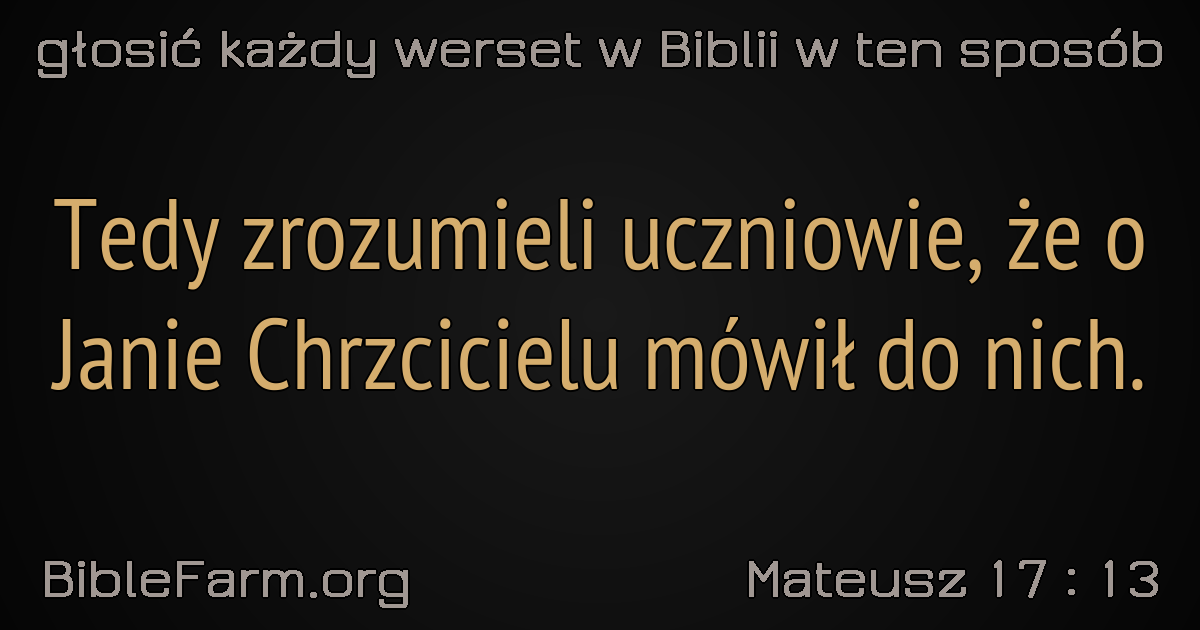 głosić każdy werset w Biblii w ten sposób
Tedy zrozumieli uczniowie, że o
Janie Chrzcicielu mówił do nich.
BibleFarm.org
Mateusz 17 : 13